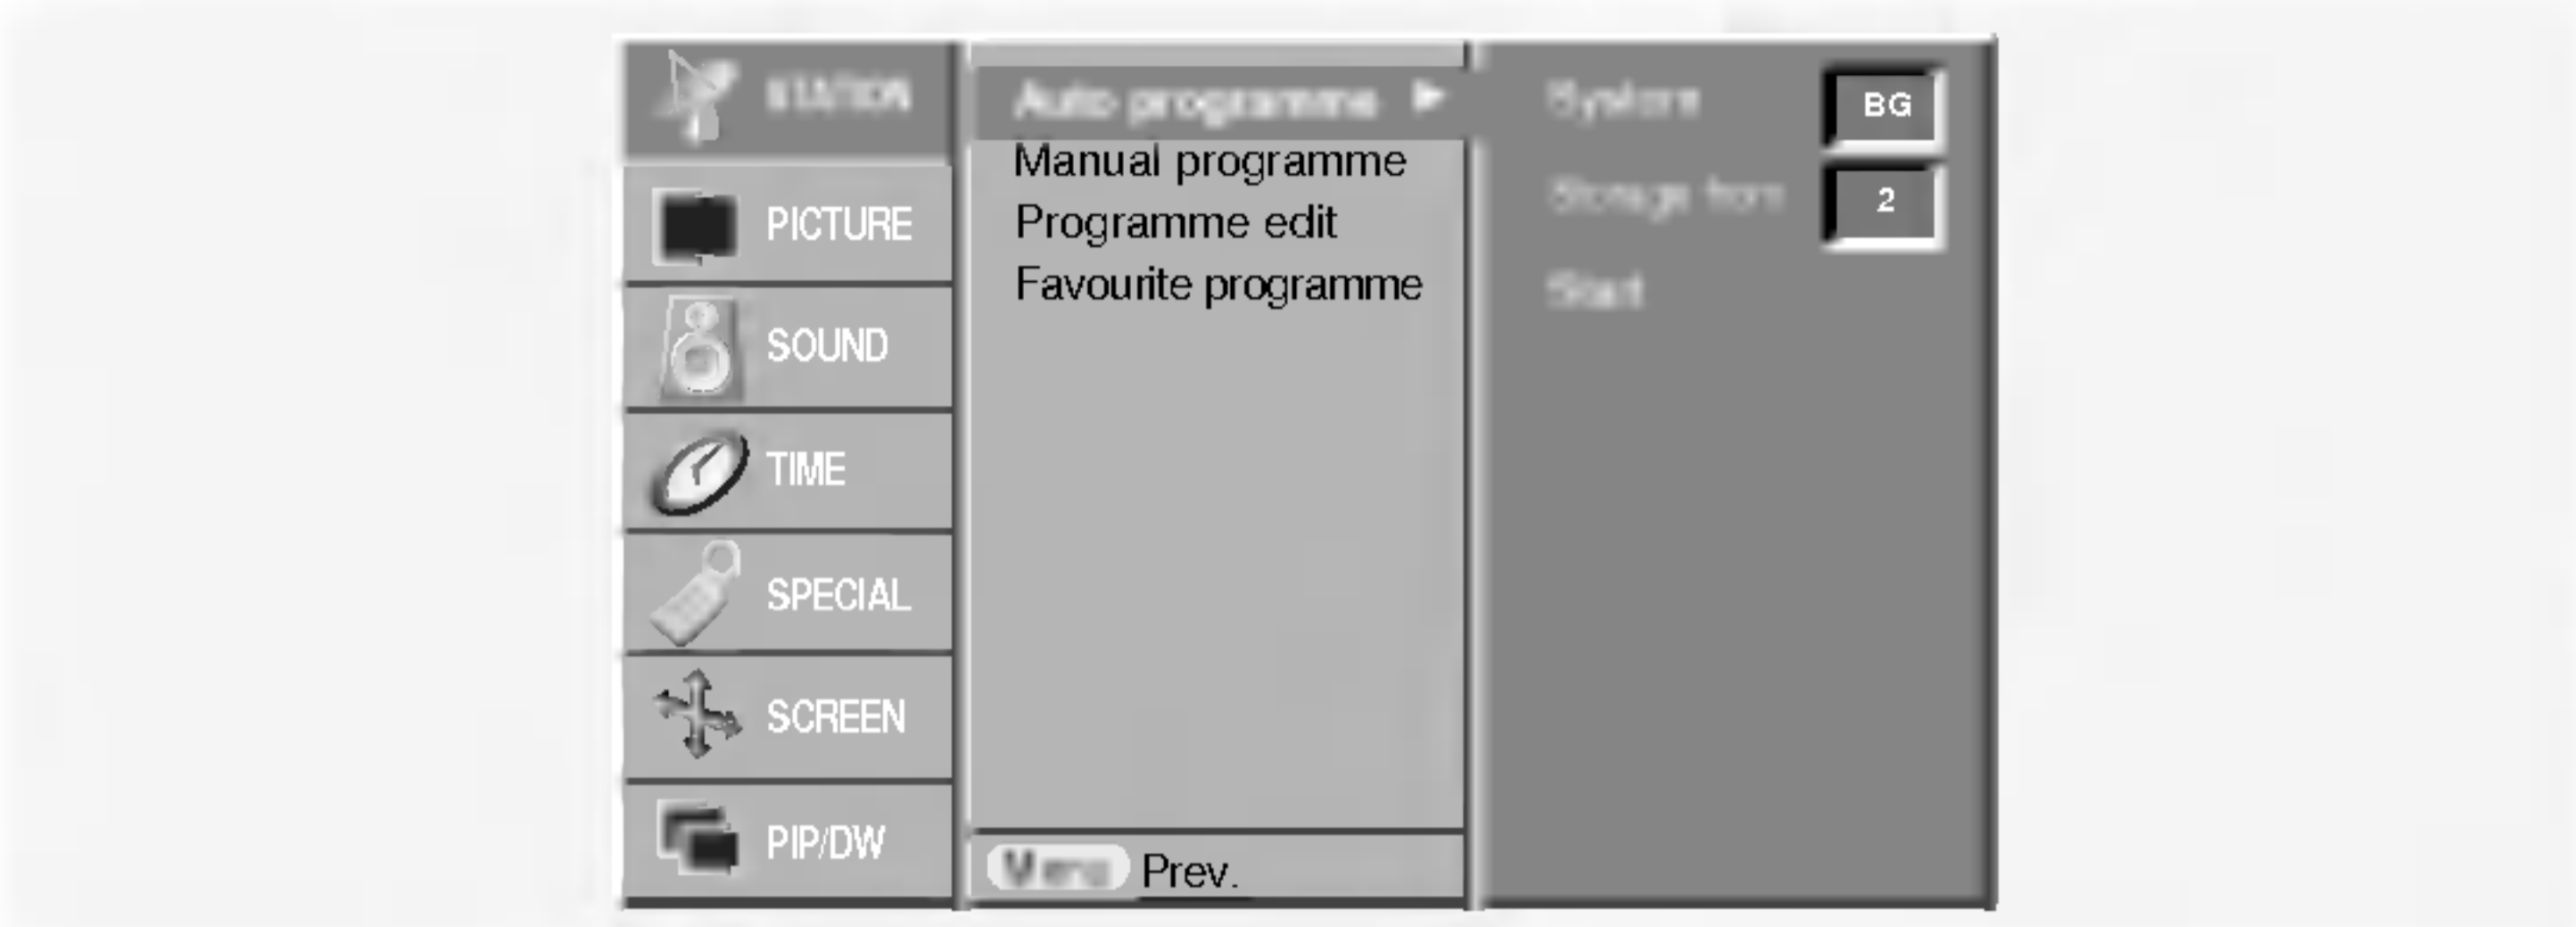 STATION
PICTURE
SOUND
TIME
SPECIAL
SCREEN
PIP/DW
Auto programme
Manual programme
Programme edit
Favourite programme
Menu Prev.
System BG
Storage from 2
Start